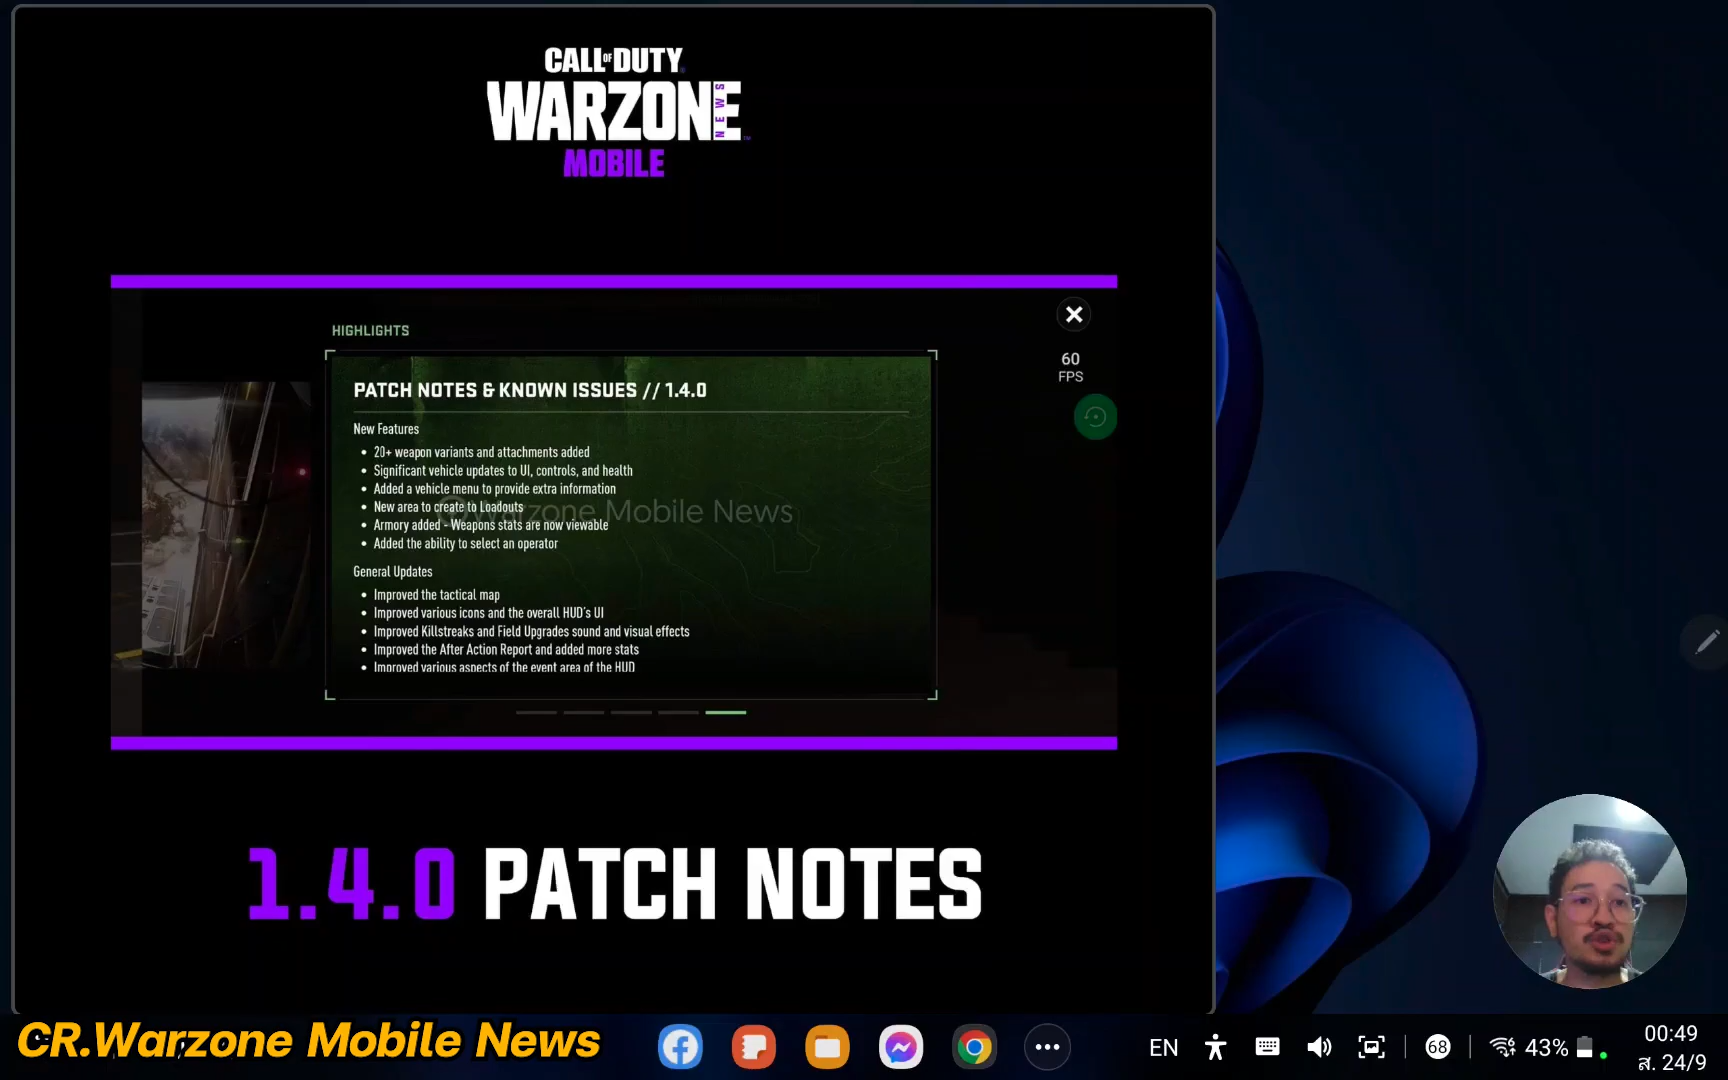 CALL OF DUTY
WARZONE NEWS
MOBILE
HIGHLIGHTS
60
FPS
PATCH NOTES & KNOWN ISSUES // 1.4.0
New Features
• 20+ weapon variants and attachments added
• Significant vehicle updates to UI, controls, and health
• Added a vehicle menu to provide extra information
• New area to create to Loadouts
• Armory added - Weapons stats are now viewable
• Added the ability to select an operator
@Warzone Mobile News
General Updates
• Improved the tactical map
• Improved various icons and the overall HUD's UI
• Improved Killstreaks and Field Upgrades sound and visual effects
• Improved the After Action Report and added more stats
• Improved various aspects of the event area of the HUD
1.4.0 PATCH NOTES
CR.Warzone Mobile News
EN
68
43%
00:49
ส. 24/9